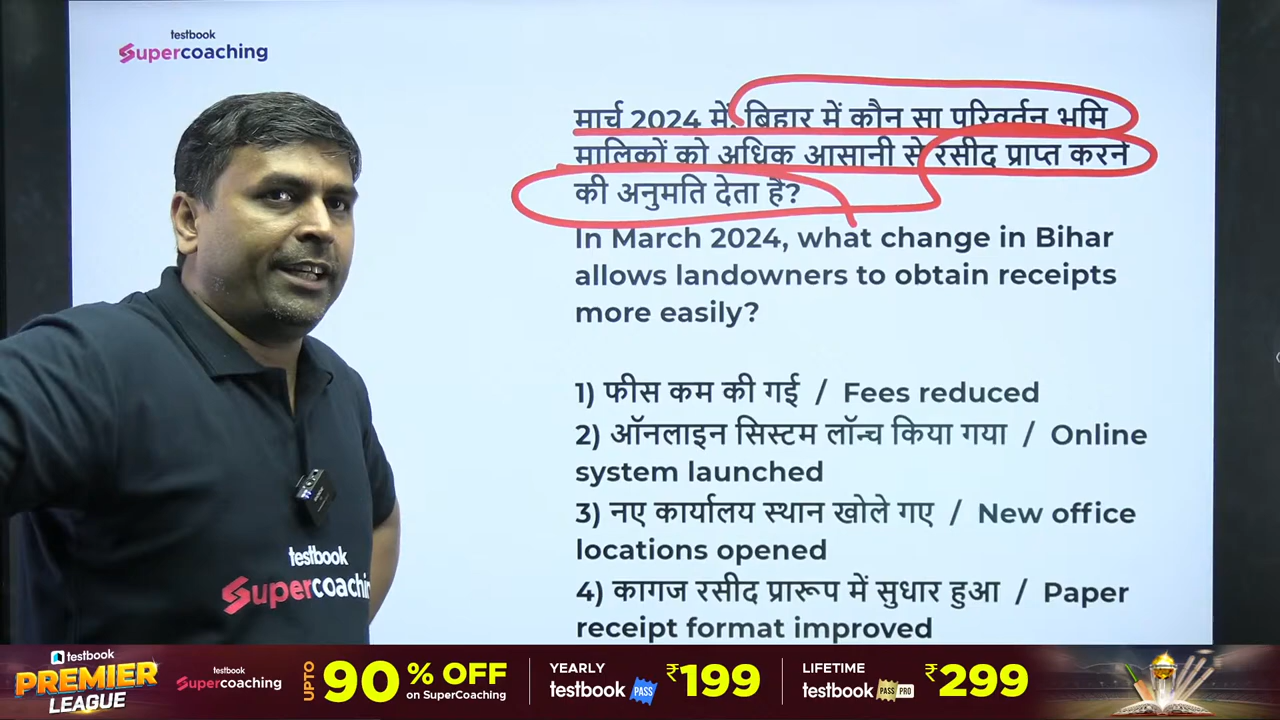 testbook
Supercoaching
मार्च 2024 में, बिहार में कौन सा परिवर्तन भूमि
मालिकों को अधिक आसानी से रसीद प्राप्त करने
की अनुमति देता है?
In March 2024, what change in Bihar
allows landowners to obtain receipts
more easily?
1) फीस कम की गई / Fees reduced
2) ऑनलाइन सिस्टम लॉन्च किया गया / Online
system launched
3) नए कार्यालय स्थान खोले गए / New office
locations opened
4) कागज रसीद प्रारूप में सुधार हुआ / Paper
receipt format improved
testbook
Supercoachin
testbook
PREMIER
LEAGUE
testbook
Supercoaching
UPTO 90% OFF
on SuperCoaching
YEARLY
testbook PASS
₹199
LIFETIME
testbook PASS PRO
₹299